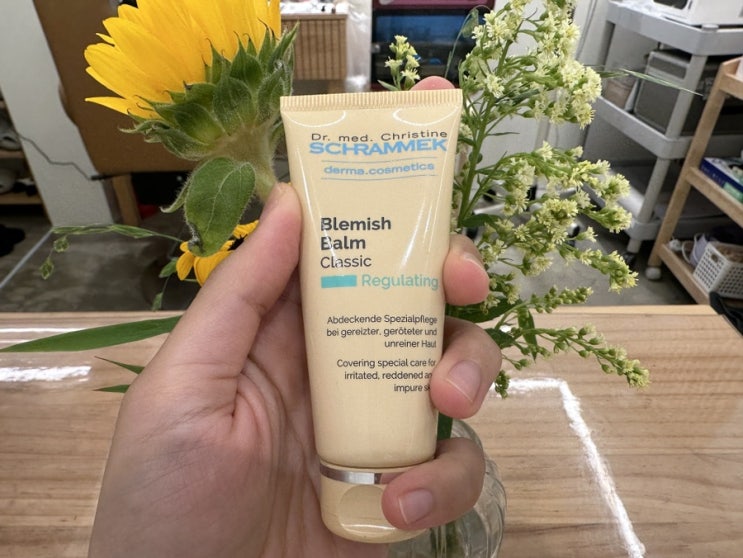 Dr. med. Christine
SCHRAMMEK
derma.cosmetics
Blemish
Balm
Classic
Regulating
Abdeckende Spezialpflege
bei gereizter, geröteter und
unreiner Haut
Covering special care for
irritated, reddened
impure